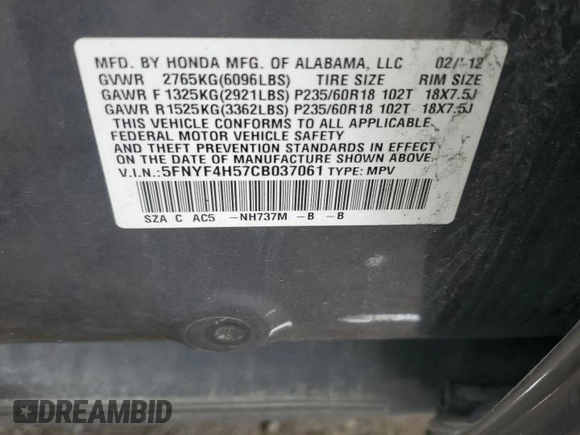 MFD. BY HONDA MFG. OF ALABAMA, LLC 02/12
GVWR 2765KG(6096LBS) TIRE SIZE RIM SIZE
GAWR F 1325KG(2921LBS) P235/60R18 102T 18X7.5J
GAWR R 1525KG(3362LBS) P235/60R18 102T 18X7.5J
THIS VEHICLE CONFORMS TO ALL APPLICABLE
FEDERAL MOTOR VEHICLE SAFETY
AND THEFT PREVENTION STANDARDS IN EFFECT
ON THE DATE OF MANUFACTURE SHOWN ABOVE.
V.I.N.:5FNYF4H57CB037061 TYPE: MPV
SZA C AC5 -NH737M -B -B
DREAMBID